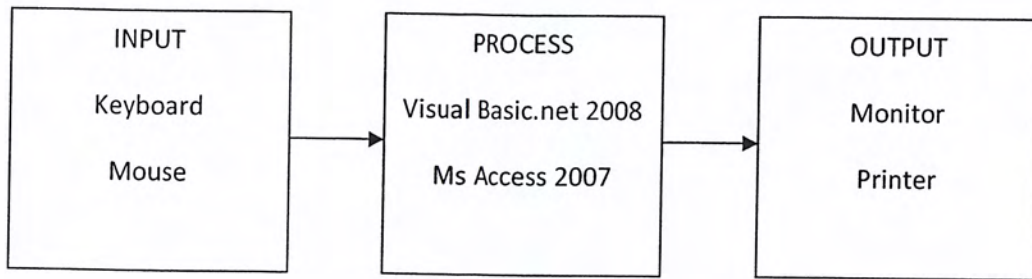 INPUT
Keyboard
Mouse
PROCESS
Visual Basic.net 2008
Ms Access 2007
OUTPUT
Monitor
Printer